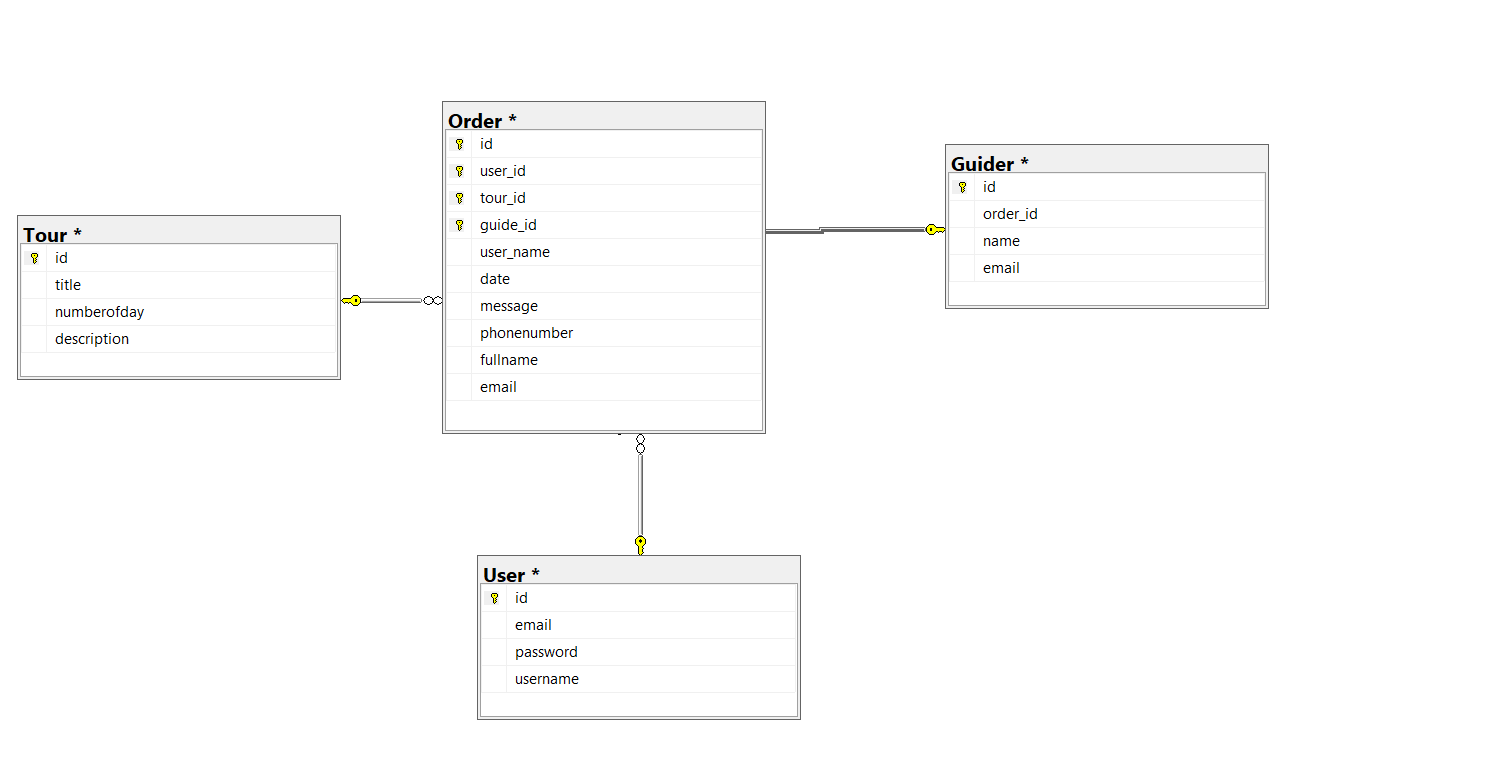 Order *
id
user_id
tour_id
guide_id
user_name
date
message
phonenumber
fullname
email
Guider *
id
order_id
name
email
Tour *
id
title
numberofday
description
User *
id
email
password
username